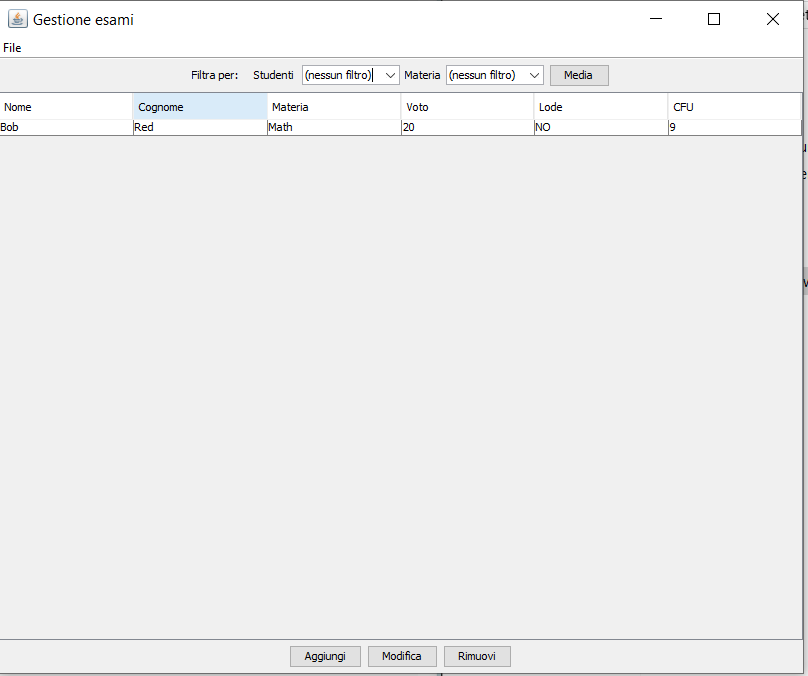 Gestione esami
File
Filtra per: Studenti (nessun filtro) Materia (nessun filtro) Media
Nome Cognome Materia Voto Lode CFU
Bob Red Math 20 NO 9
Aggiungi Modifica Rimuovi